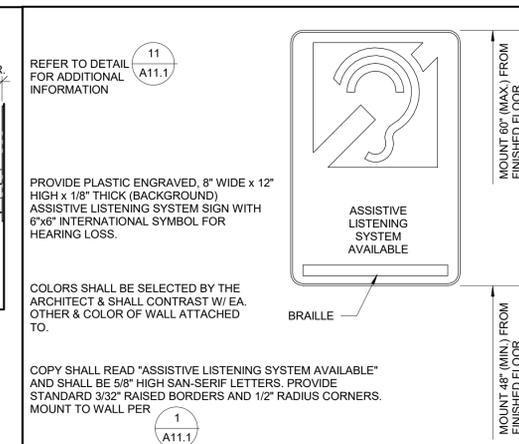 R.
REFER TO DETAIL
FOR ADDITIONAL
INFORMATION
11
A11.1
PROVIDE PLASTIC ENGRAVED, 8" WIDE x 12"
HIGH x 1/8" THICK (BACKGROUND)
ASSISTIVE LISTENING SYSTEM SIGN WITH
6"x6" INTERNATIONAL SYMBOL FOR
HEARING LOSS.
COLORS SHALL BE SELECTED BY THE
ARCHITECT & SHALL CONTRAST W/ EA.
OTHER & COLOR OF WALL ATTACHED
TO.
COPY SHALL READ "ASSISTIVE LISTENING SYSTEM AVAILABLE"
AND SHALL BE 5/8" HIGH SAN-SERIF LETTERS. PROVIDE
STANDARD 3/32" RAISED BORDERS AND 1/2" RADIUS CORNERS.
MOUNT TO WALL PER
1
A11.1
ASSISTIVE
LISTENING
SYSTEM
AVAILABLE
BRAILLE
MOUNT 60" (MAX.) FROM
FINISHED FLOOR
MOUNT 48" (MIN.) FROM
FINISHED FLOOR